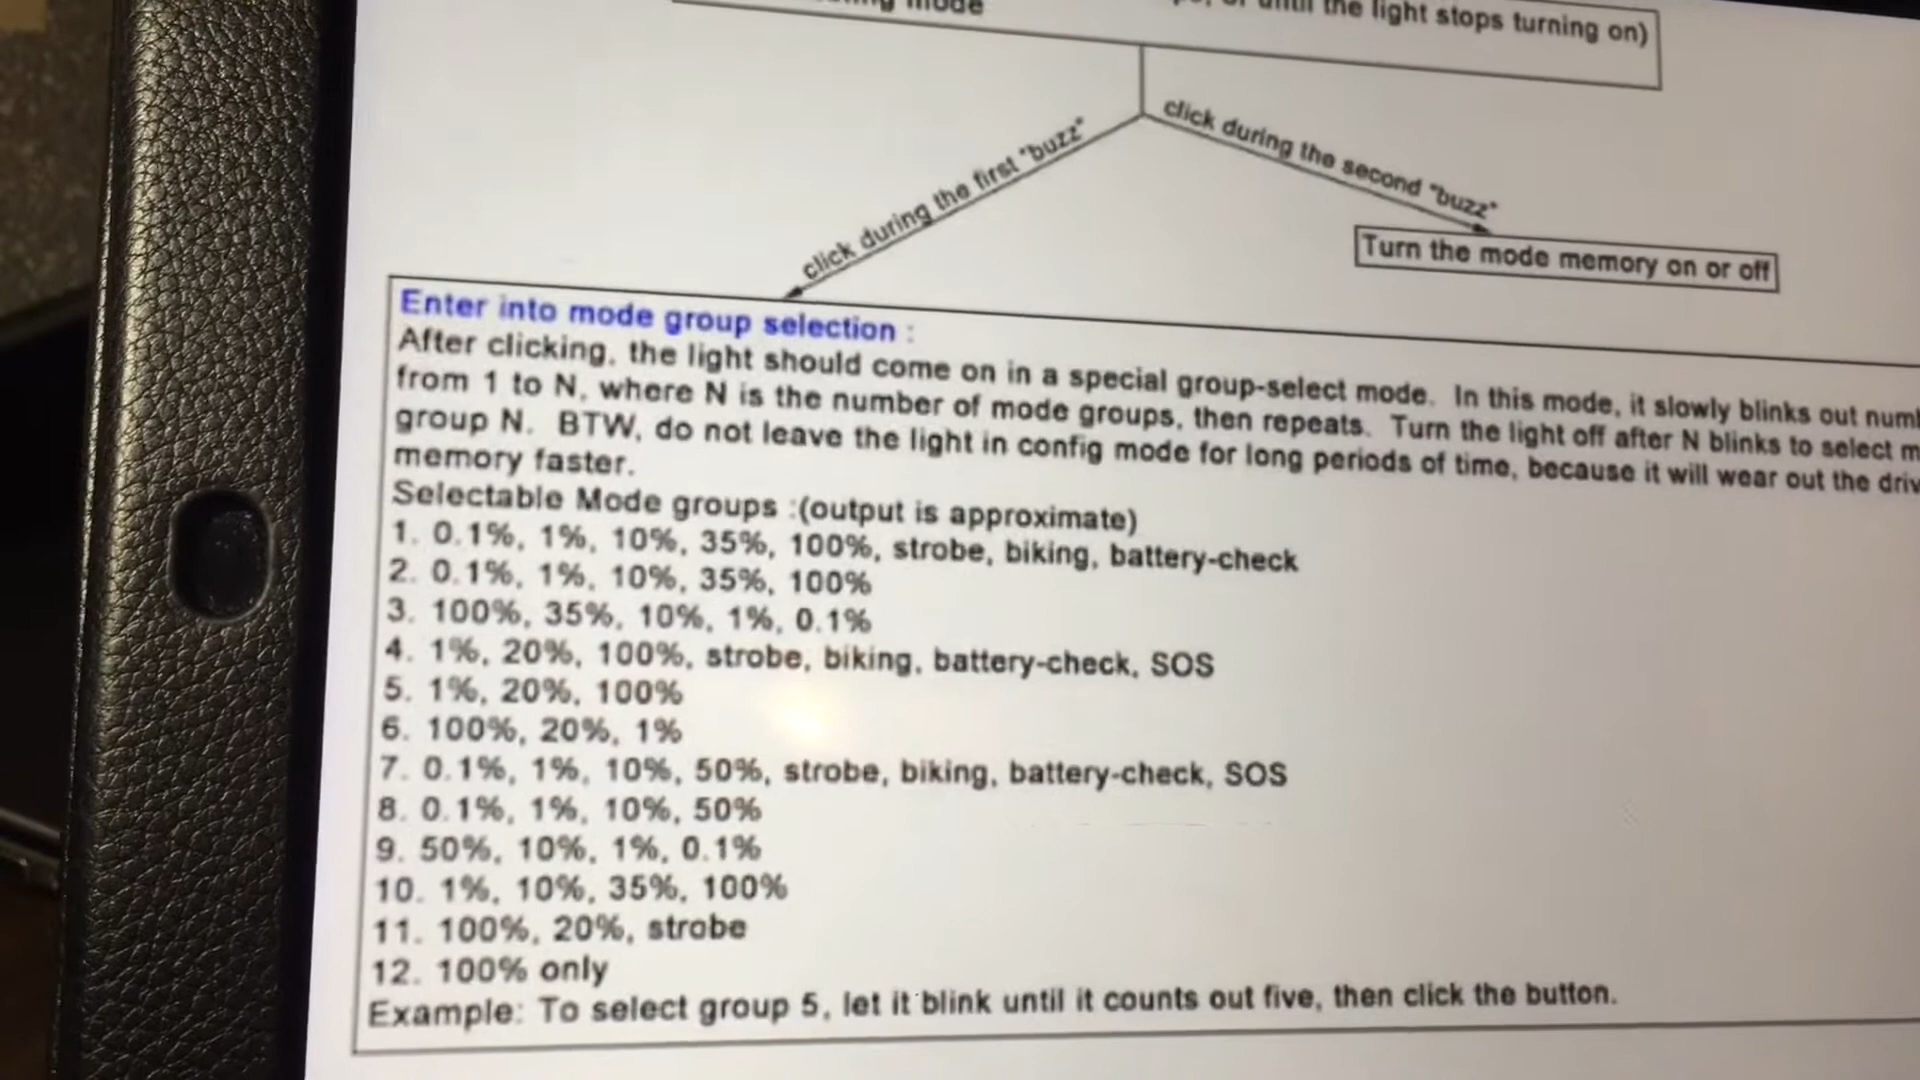 mode
the light stops turning on)
click during the first "buzz"
click during the second "buzz"
Turn the mode memory on or off
Enter into mode group selection :
After clicking, the light should come on in a special group-select mode. In this mode, it slowly blinks out
from 1 to N, where N is the number of mode groups, then repeats. Turn the light off after N blinks to select
group N. BTW, do not leave the light in config mode for long periods of time, because it will wear out the
memory faster.
Selectable Mode groups :(output is approximate)
1. 0.1%, 1%, 10%, 35%, 100%, strobe, biking, battery-check
2. 0.1%, 1%, 10%, 35%, 100%
3. 100%, 35%, 10%, 1%, 0.1%
4. 1%, 20%, 100%, strobe, biking, battery-check, SOS
5. 1%, 20%, 100%
6. 100%, 20%, 1%
7. 0.1%, 1%, 10%, 50%, strobe, biking, battery-check, SOS
8. 0.1%, 1%, 10%, 50%
9. 50%, 10%, 1%, 0.1%
10. 1%, 10%, 35%, 100%
11. 100%, 20%, strobe
12. 100% only
Example: To select group 5, let it blink until it counts out five, then click the button.